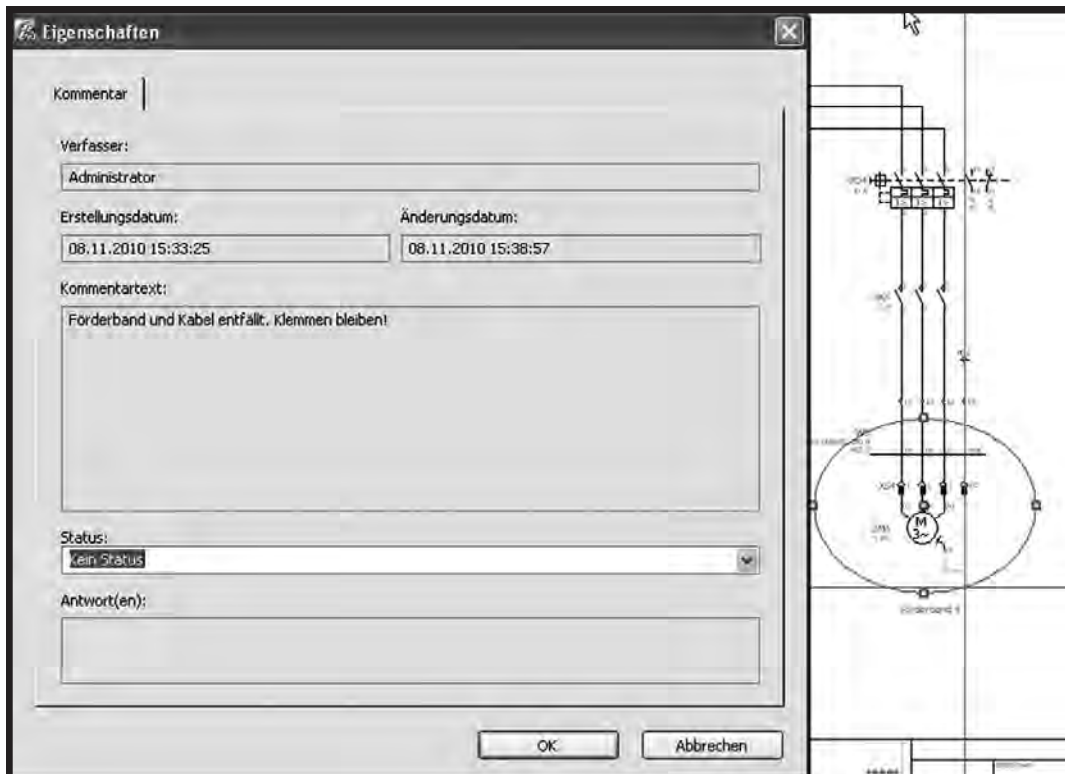 Eigenschaften
Kommentar
Verfasser:
Administrator
Erstellungsdatum: Änderungsdatum:
08.11.2010 15:33:25 08.11.2010 15:38:57
Kommentartext:
Förderband und Kabel entfällt. Klemmen bleiben!
Status:
Kein Status
Antwort(en):
OK Abbrechen
M
3~
Förderband